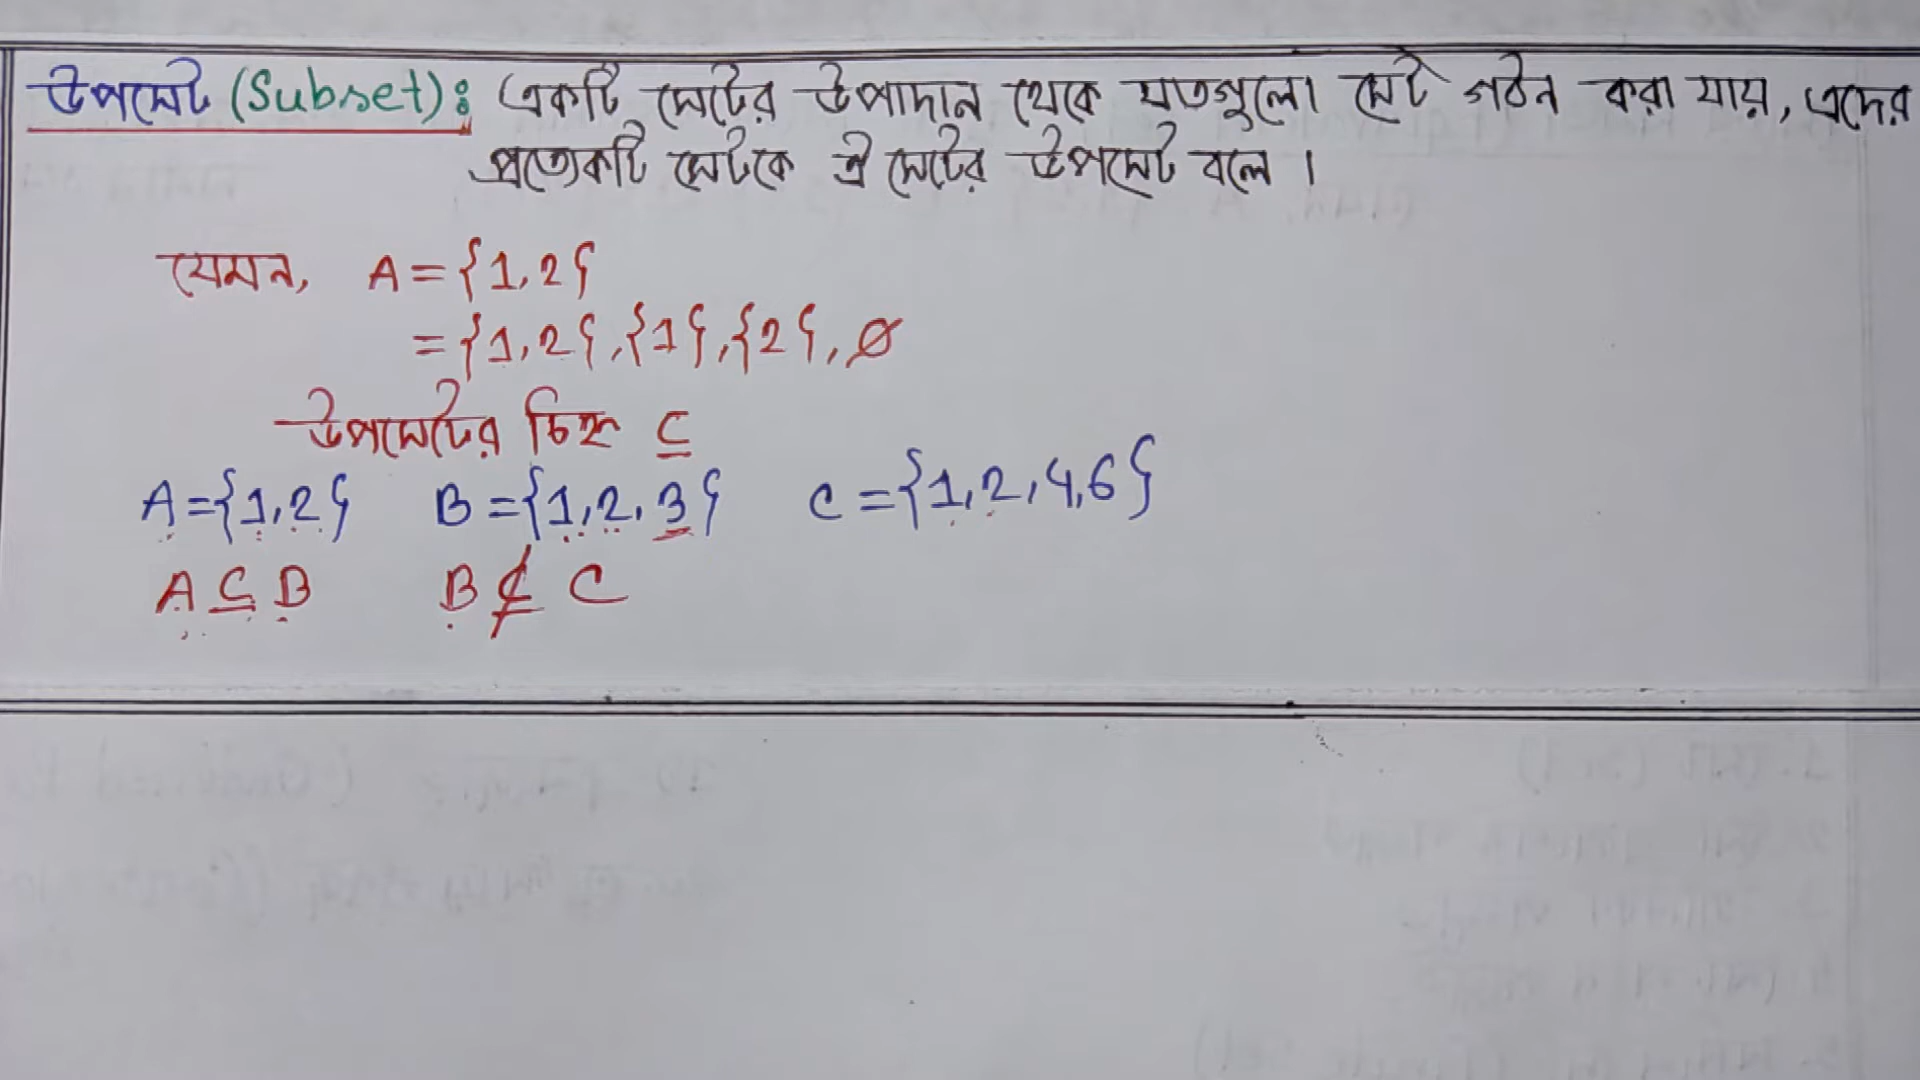 উপসেট (Subset): একটি সেটের উপাদান থেকে যতগুলো সেট গঠন করা যায়, এদের
প্রত্যেকটি সেটকে ঐ সেটের উপসেট বলে ।
যেমন, A = {1, 2}
= {1, 2}, {1}, {2}, ∅
উপসেটের চিহ্ন ⊆
A = {1, 2} B = {1, 2, 3} C = {1, 2, 4, 6}
A ⊆ B B ⊈ C